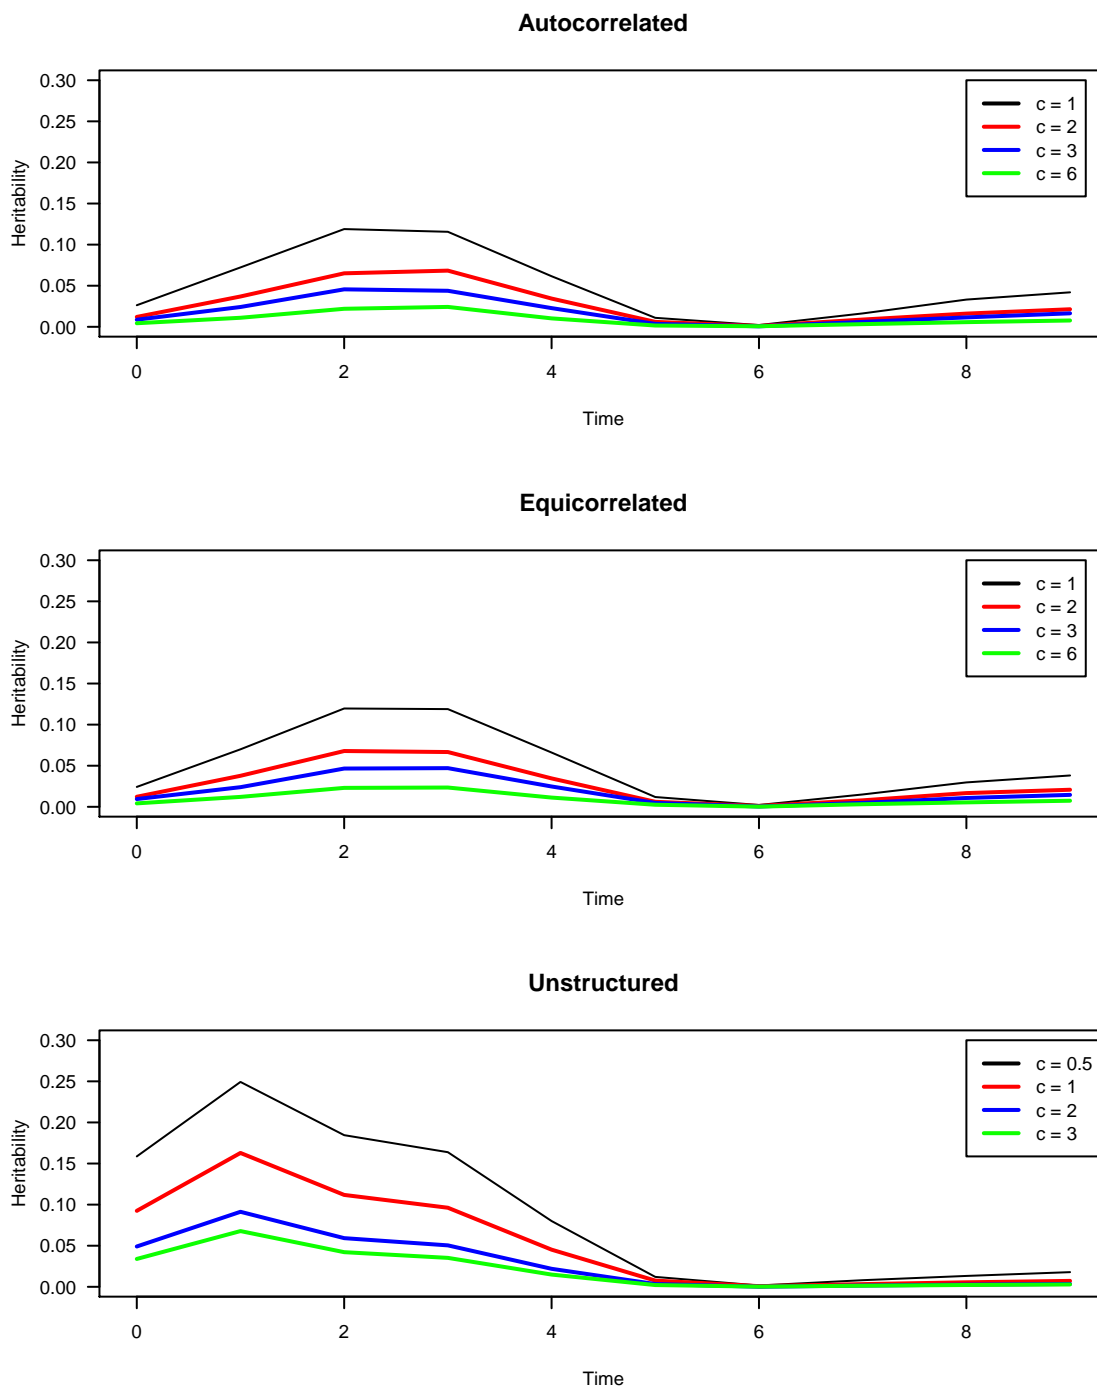 Autocorrelated
0.30
0.25
0.20
0.15
0.10
0.05
0.00
Heritability
c = 1
c = 2
c = 3
c = 6
0 2 4 6 8
Time
Equicorrelated
0.30
0.25
0.20
0.15
0.10
0.05
0.00
Heritability
c = 1
c = 2
c = 3
c = 6
0 2 4 6 8
Time
Unstructured
0.30
0.25
0.20
0.15
0.10
0.05
0.00
Heritability
c = 0.5
c = 1
c = 2
c = 3
0 2 4 6 8
Time